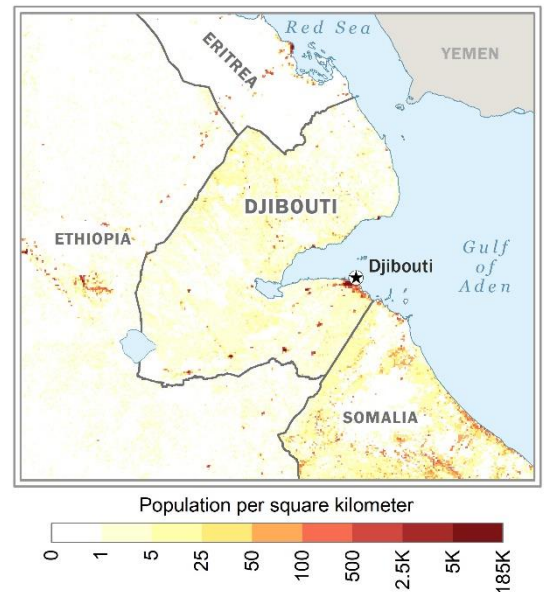 Red Sea
ERITREA
YEMEN
DJIBOUTI
ETHIOPIA
Djibouti
Gulf
of
Aden
SOMALIA
Population per square kilometer
0 1 5 25 50 100 500 2.5K 5K 185K